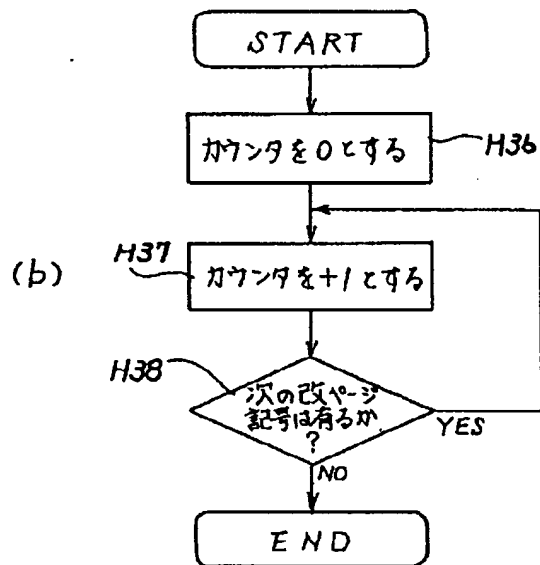 START
カウンタを0とする
H36
H37
(b)
カウンタを+1とする
H38
次の改ページ
記号は有るか
?
YES
NO
END